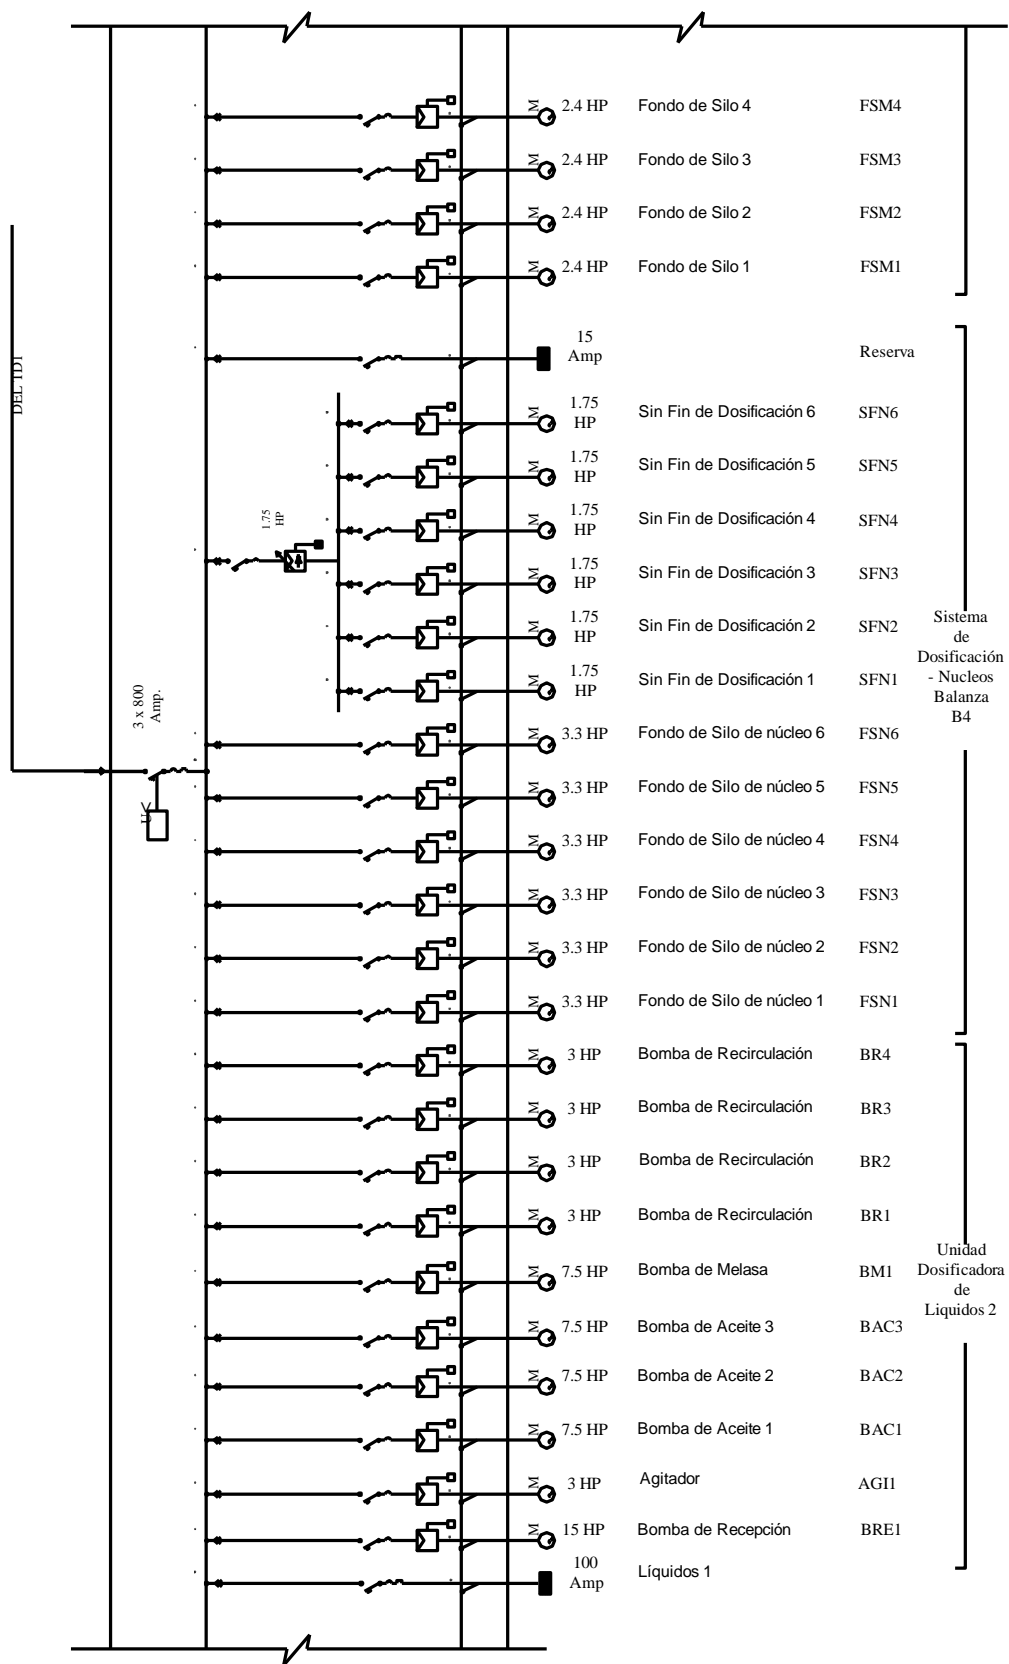 M 2.4 HP Fondo de Silo 4 FSM4
M 2.4 HP Fondo de Silo 3 FSM3
M 2.4 HP Fondo de Silo 2 FSM2
M 2.4 HP Fondo de Silo 1 FSM1
DEL TD1
15
Amp
Reserva
M 1.75
HP
Sin Fin de Dosificación 6 SFN6
M 1.75
HP
Sin Fin de Dosificación 5 SFN5
M 1.75
HP
Sin Fin de Dosificación 4 SFN4
1.75
HP
M 1.75
HP
Sin Fin de Dosificación 3 SFN3
M 1.75
HP
Sin Fin de Dosificación 2 SFN2
M 1.75
HP
Sin Fin de Dosificación 1 SFN1
Sistema
de
Dosificación
- Nucleos
Balanza
B4
3 x 800
Amp.
U<
M 3.3 HP Fondo de Silo de núcleo 6 FSN6
M 3.3 HP Fondo de Silo de núcleo 5 FSN5
M 3.3 HP Fondo de Silo de núcleo 4 FSN4
M 3.3 HP Fondo de Silo de núcleo 3 FSN3
M 3.3 HP Fondo de Silo de núcleo 2 FSN2
M 3.3 HP Fondo de Silo de núcleo 1 FSN1
M 3 HP Bomba de Recirculación BR4
M 3 HP Bomba de Recirculación BR3
M 3 HP Bomba de Recirculación BR2
M 3 HP Bomba de Recirculación BR1
M 7.5 HP Bomba de Melasa BM1
Unidad
Dosificadora
de
Liquidos 2
M 7.5 HP Bomba de Aceite 3 BAC3
M 7.5 HP Bomba de Aceite 2 BAC2
M 7.5 HP Bomba de Aceite 1 BAC1
M 3 HP Agitador AGI1
M 15 HP Bomba de Recepción BRE1
100
Amp
Líquidos 1